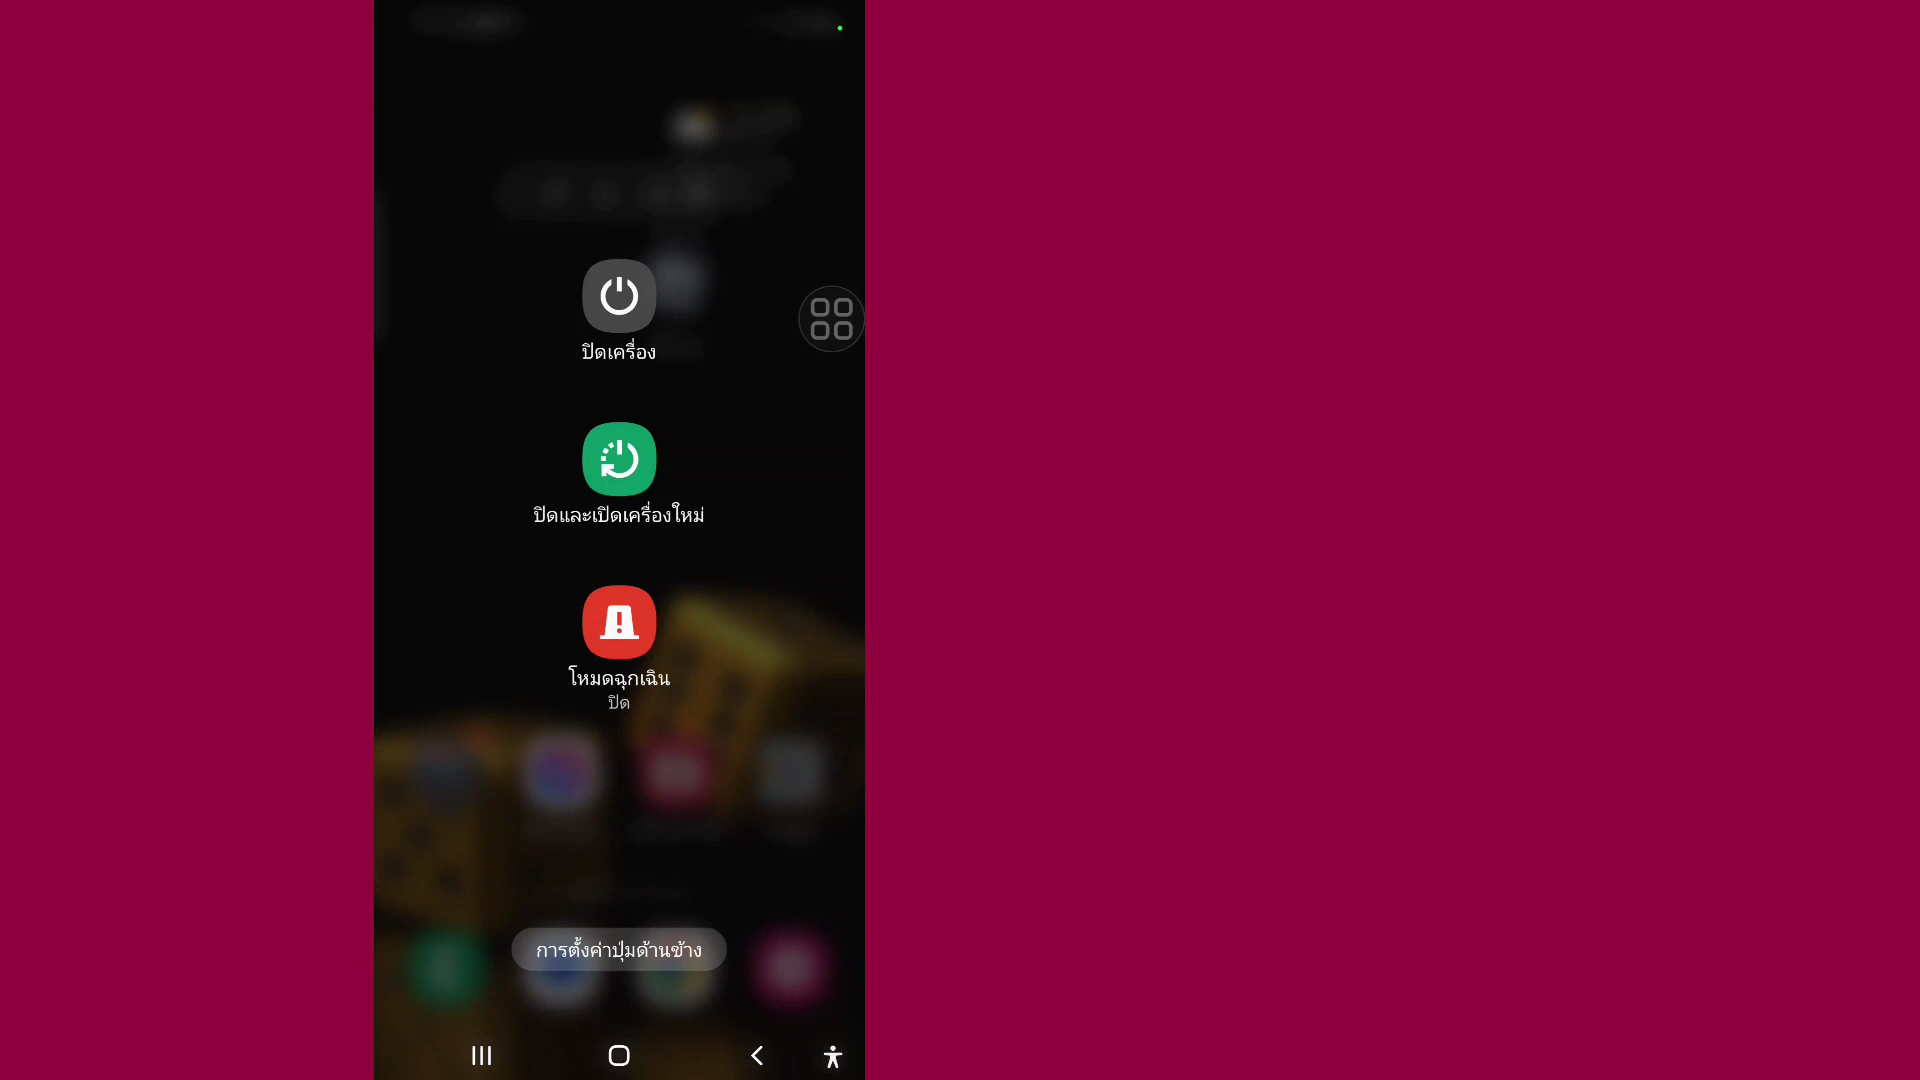 ปิดเครื่อง
ปิดและเปิดเครื่องใหม่
โหมดฉุกเฉิน
ปิด
การตั้งค่าปุ่มด้านข้าง